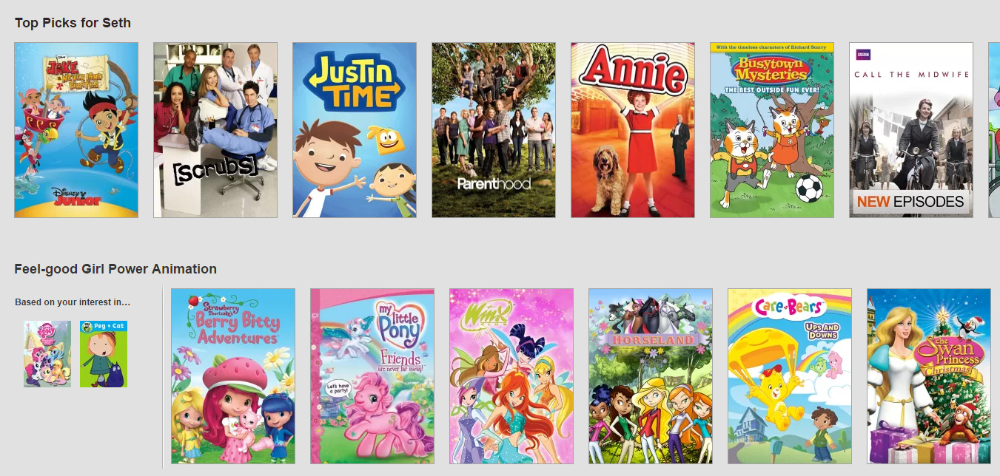 Top Picks for Seth
Disney
JAKE
AND THE
NEVER LAND
PIRATES
Disney
Junior
[scrubs]
JUSTIN
TIME
Parenthood
Annie
With the timeless characters of Richard Scarry
Busytown
Mysteries
THE BEST OUTSIDE FUN EVER!
BBC
CALL THE MIDWIFE
NEW EPISODES
Feel-good Girl Power Animation
Based on your interest in...
my
little
Pony
Peg + Cat
Strawberry
Shortcake's
Berry Bitty
Adventures
my
little
Pony
Friends
are never far away!
Let's have
a party!
WinX
CLUB
HORSELAND
Care Bears
UPS AND
DOWNS
the
Swan
Princess
Christmas